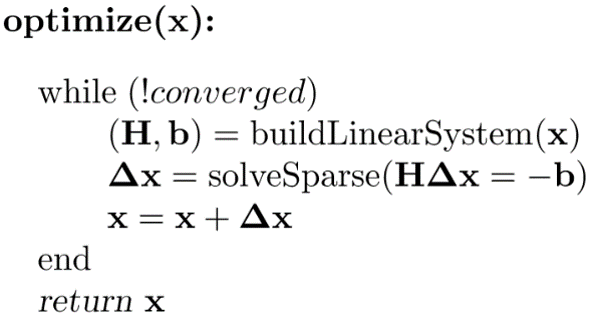 optimize(x):
while (!converged)
(H, b) = buildLinearSystem(x)
Δx = solveSparse(HΔx = −b)
x = x + Δx
end
return x